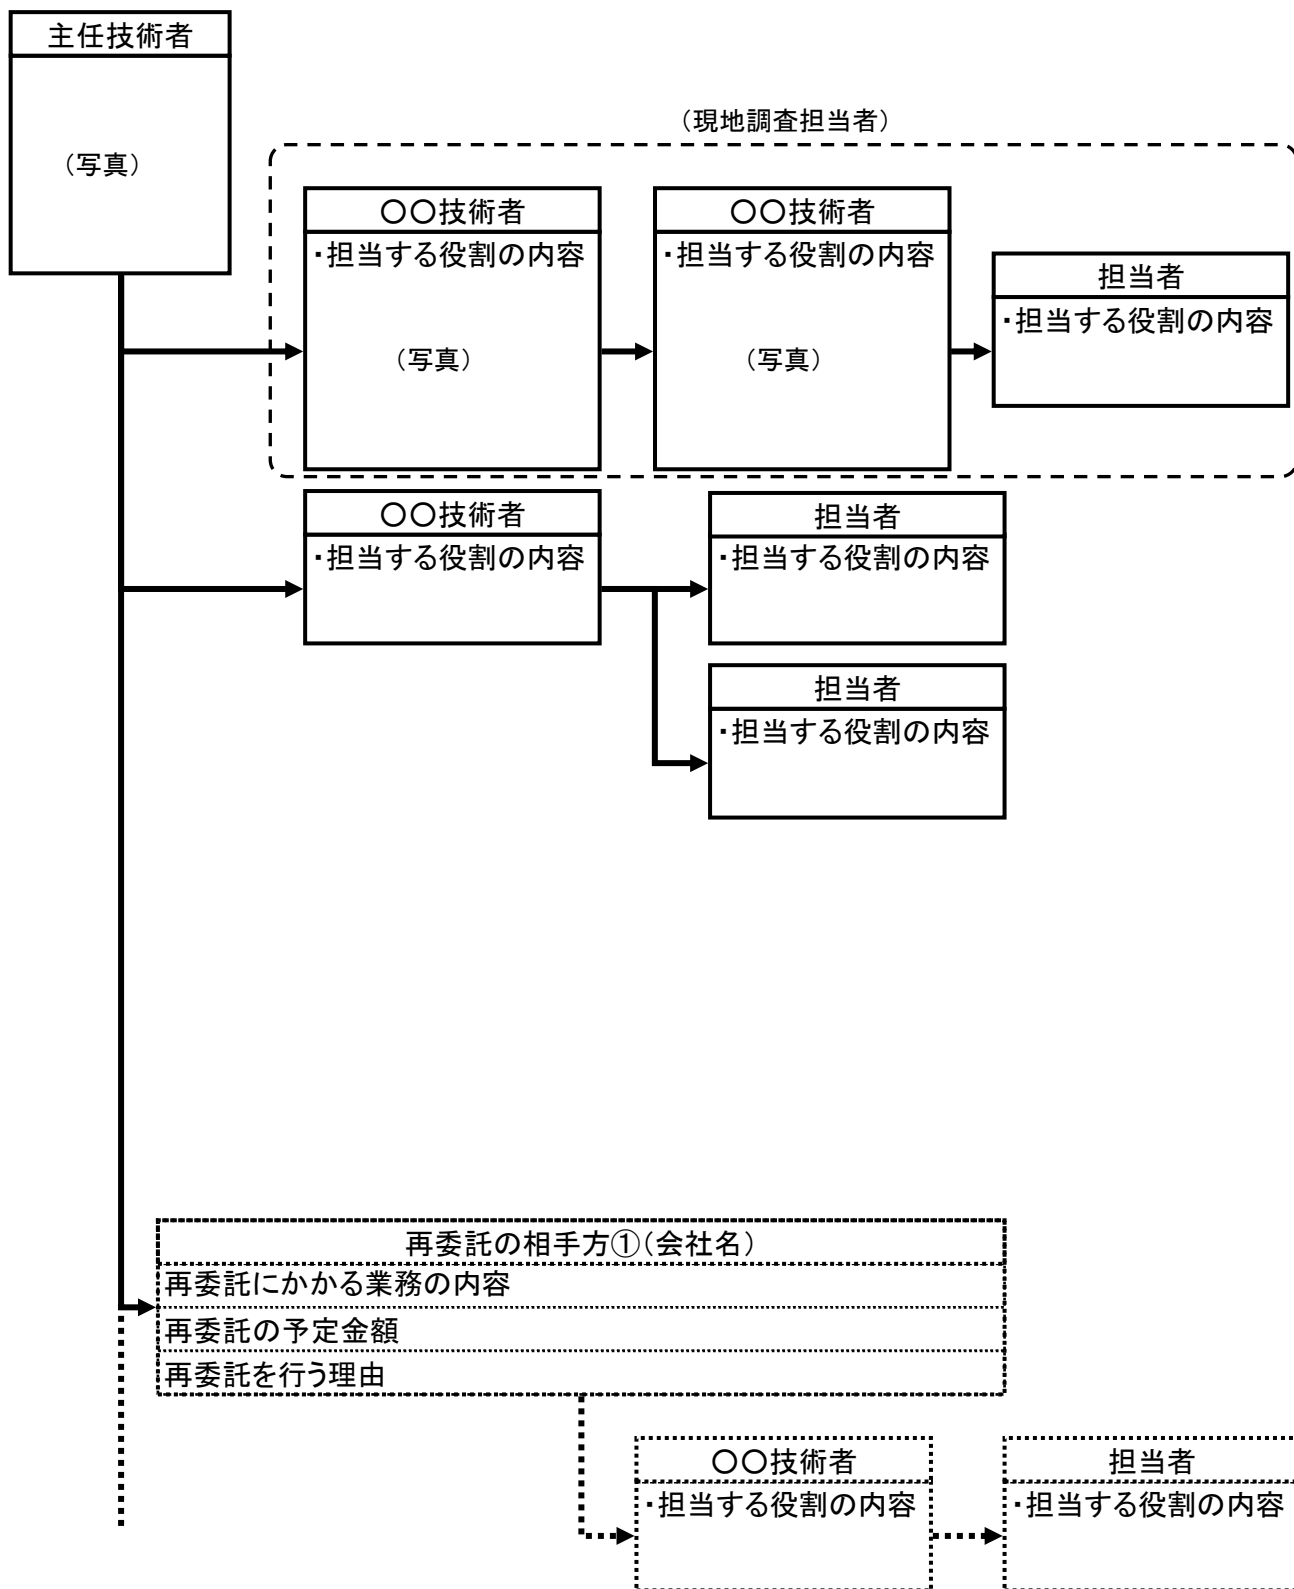 主任技術者
（写真）
（現地調査担当者）
〇〇技術者
・担当する役割の内容
（写真）
〇〇技術者
・担当する役割の内容
（写真）
担当者
・担当する役割の内容
〇〇技術者
・担当する役割の内容
担当者
・担当する役割の内容
担当者
・担当する役割の内容
再委託の相手方①（会社名）
再委託にかかる業務の内容
再委託の予定金額
再委託を行う理由
〇〇技術者
・担当する役割の内容
担当者
・担当する役割の内容